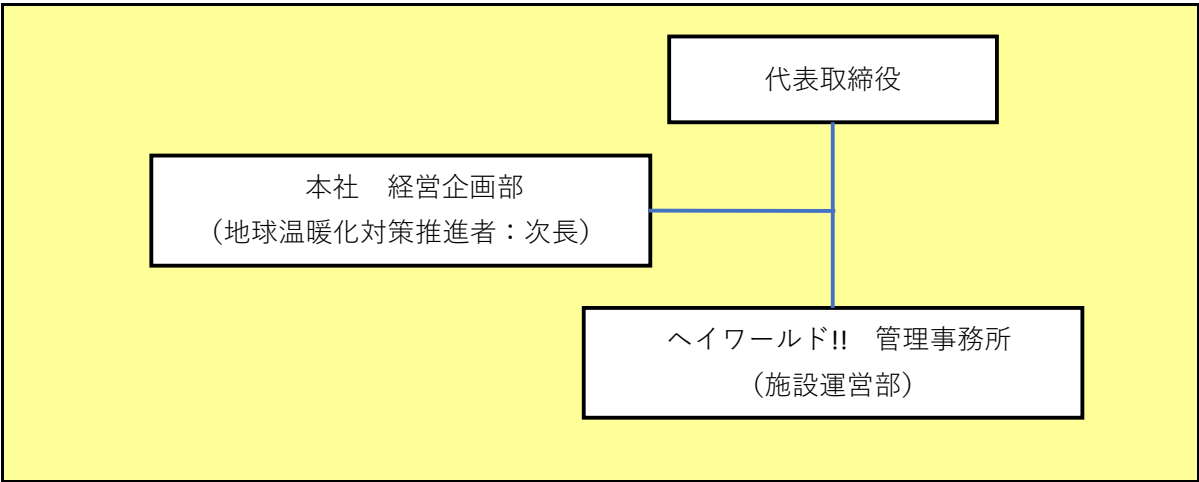 代表取締役
本社　経営企画部
（地球温暖化対策推進者：次長）
ヘイワールド!!　管理事務所
（施設運営部）